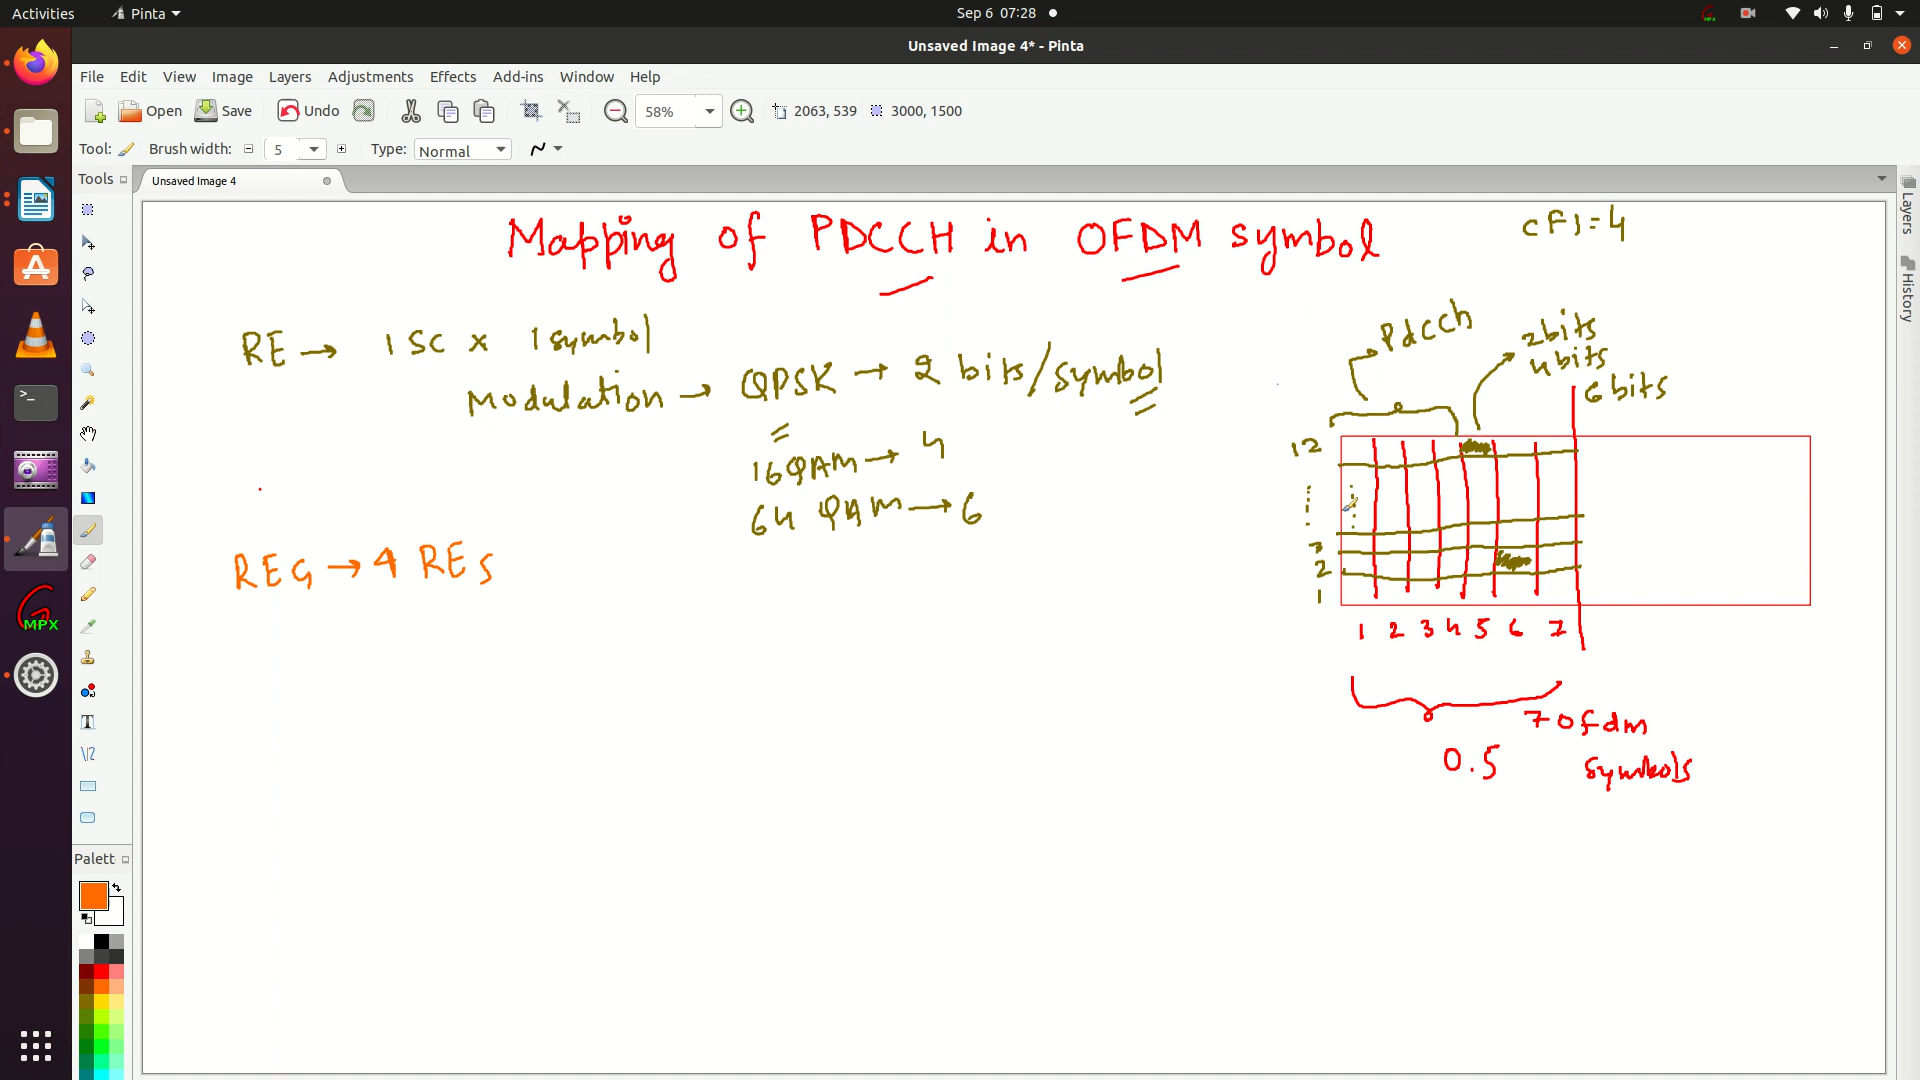 Activities
Pinta
Sep 6 07:28
Unsaved Image 4* - Pinta
File Edit View Image Layers Adjustments Effects Add-ins Window Help
Open Save Undo 58% 2063, 539 3000, 1500
Tool: Brush width: 5 Type: Normal
Tools
Unsaved Image 4
Layers
History
Mapping of PDCCH in OFDM symbol
CFI=4
RE → 1 SC x 1 symbol
Modulation → QPSK → 2 bits/symbol
16QAM → 4
64 QAM → 6
REG → 4 REs
Pdcch
2bits
4bits
6 bits
12
3
2
1
1 2 3 4 5 6 7
7 ofdm
symbols
0.5
MPX
Palett